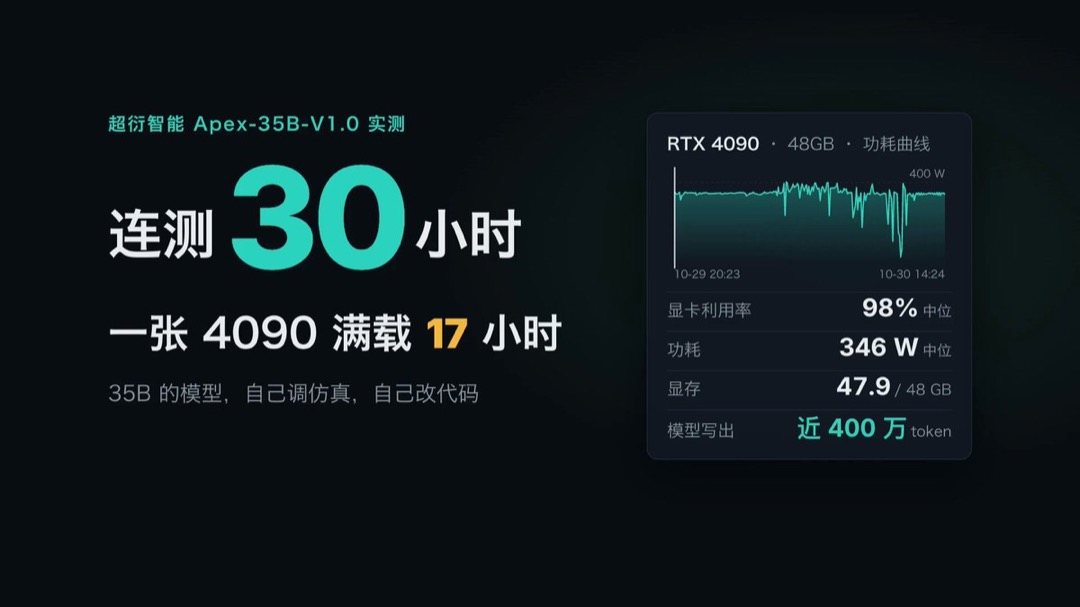 超衍智能 Apex-35B-V1.0 实测
连测 30 小时
一张 4090 满载 17 小时
35B 的模型，自己调仿真，自己改代码
RTX 4090 · 48GB · 功耗曲线
400 W
10-29 20:23 10-30 14:24
显卡利用率 98% 中位
功耗 346 W 中位
显存 47.9 / 48 GB
模型写出 近 400 万 token